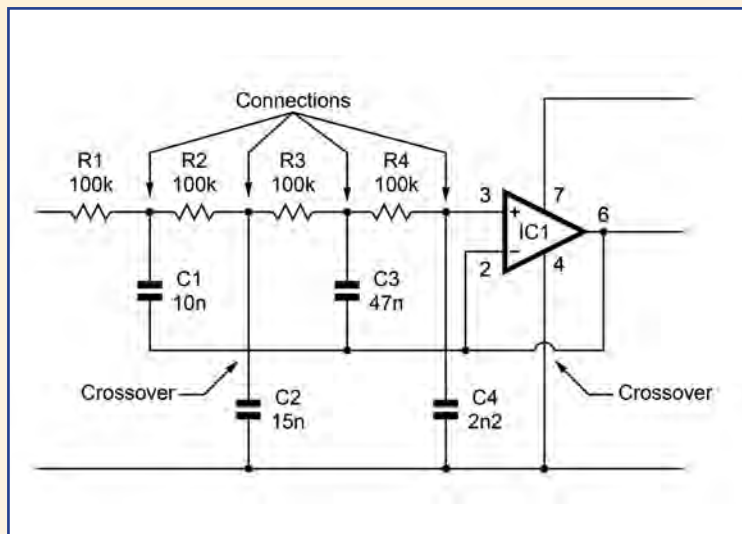 Connections
R1
100k
R2
100k
R3
100k
R4
100k
3
7
6
+
IC1
−
2
4
C1
10n
C3
47n
Crossover
Crossover
C2
15n
C4
2n2